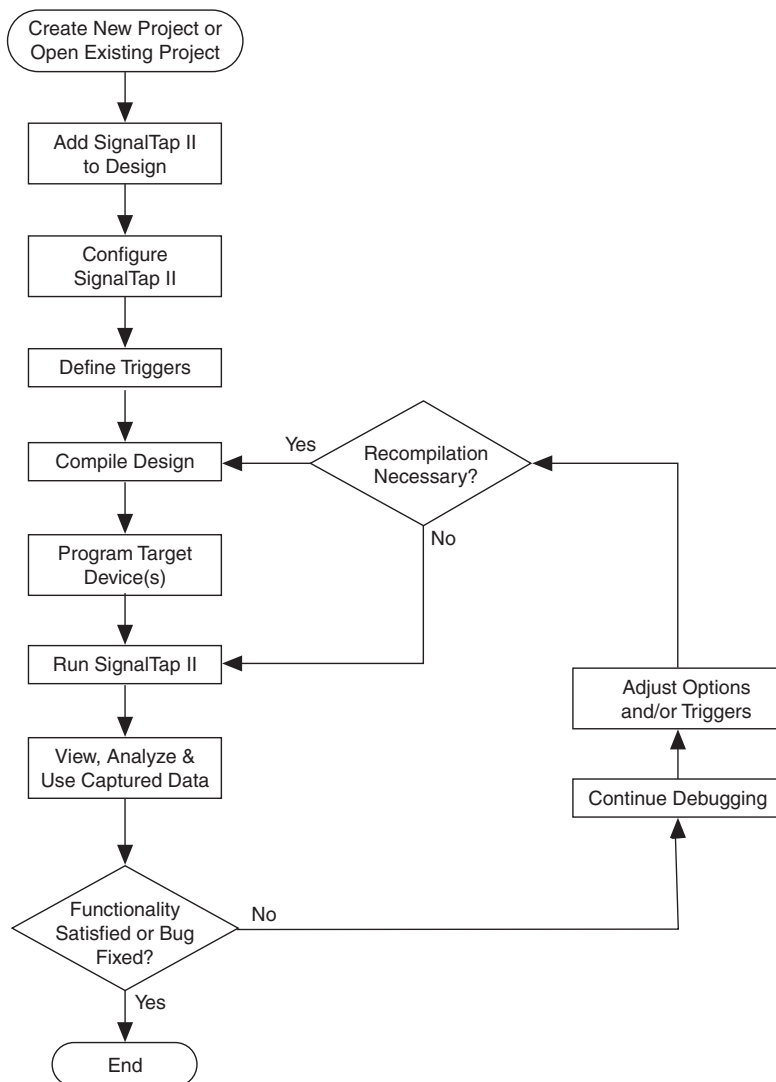 Create New Project or
Open Existing Project
Add SignalTap II
to Design
Configure
SignalTap II
Define Triggers
Compile Design
Yes
Recompilation
Necessary?
No
Program Target
Device(s)
Run SignalTap II
Adjust Options
and/or Triggers
View, Analyze &
Use Captured Data
Continue Debugging
Functionality
Satisfied or Bug
Fixed?
No
Yes
End